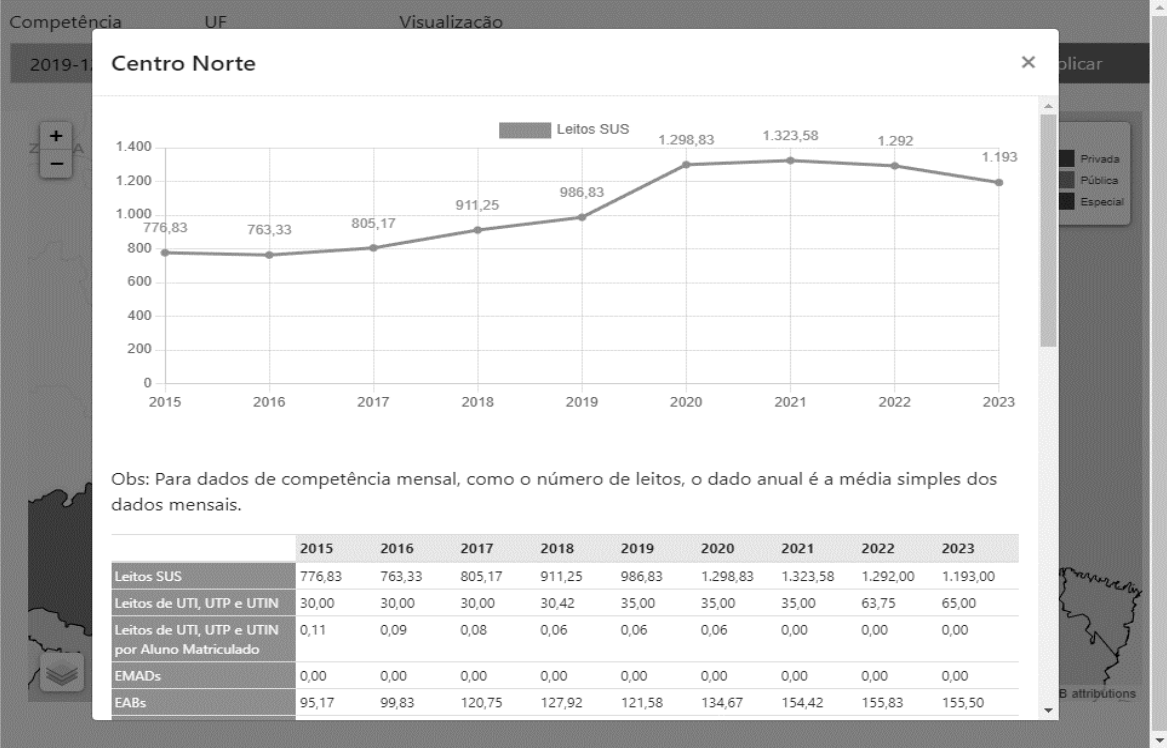 Competência UF Visualização
2019-1
plicar
Centro Norte ×
+
−
Z A
Privada
Pública
Especial
Leitos SUS
1.400
1.200
1.000
800
600
400
200
0
776,83 763,33 805,17 911,25 986,83 1.298,83 1.323,58 1.292 1.193
2015 2016 2017 2018 2019 2020 2021 2022 2023
Obs: Para dados de competência mensal, como o número de leitos, o dado anual é a média simples dos
dados mensais.
2015 2016 2017 2018 2019 2020 2021 2022 2023
Leitos SUS 776,83 763,33 805,17 911,25 986,83 1.298,83 1.323,58 1.292,00 1.193,00
Leitos de UTI, UTP e UTIN 30,00 30,00 30,00 30,42 35,00 35,00 35,00 63,75 65,00
Leitos de UTI, UTP e UTIN 0,11 0,09 0,08 0,06 0,06 0,06 0,00 0,00 0,00
por Aluno Matriculado
EMADs 0,00 0,00 0,00 0,00 0,00 0,00 0,00 0,00 0,00
EABs 95,17 99,83 120,75 127,92 121,58 134,67 154,42 155,83 155,50
B attributions